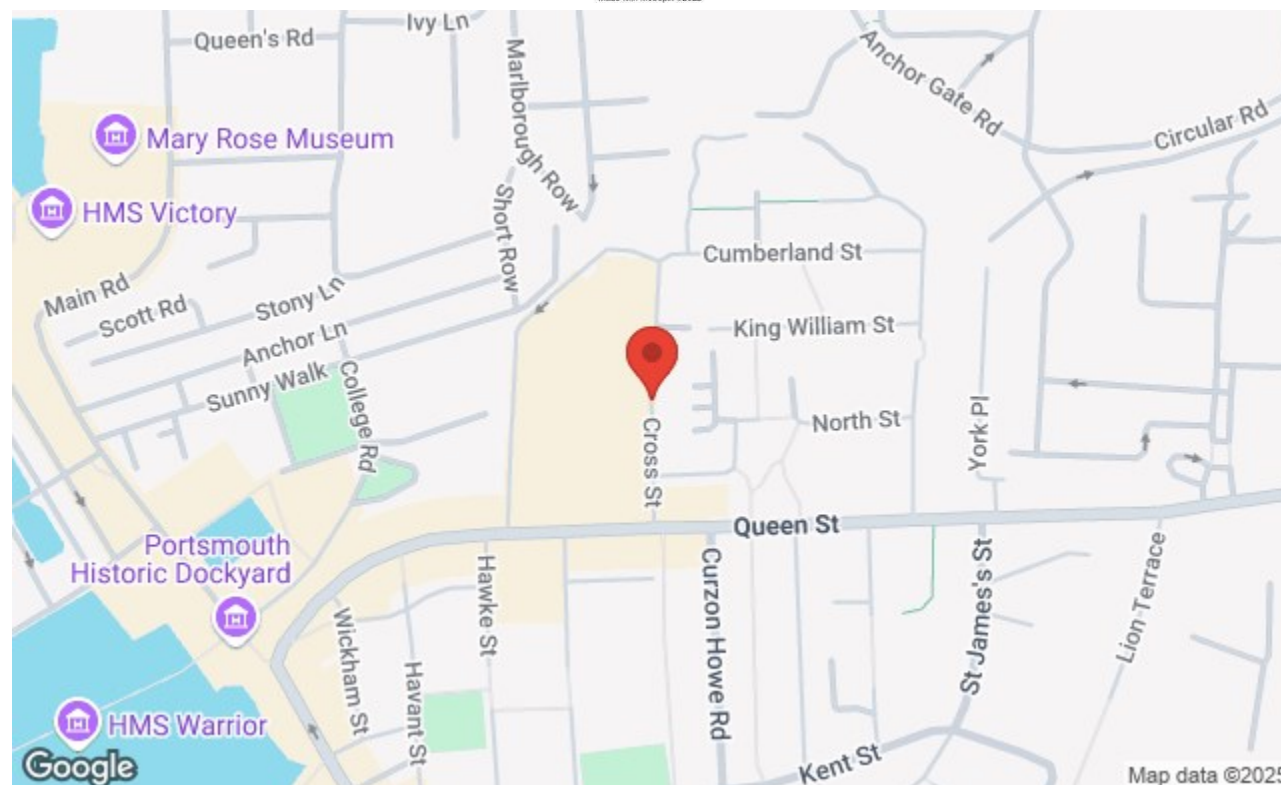 Queen's Rd
Ivy Ln
Marlborough Row
Anchor Gate Rd
Circular Rd
Mary Rose Museum
HMS Victory
Short Row
Cumberland St
Main Rd
Scott Rd
Stony Ln
Anchor Ln
Sunny Walk
College Rd
King William St
Cross St
North St
York Pl
Queen St
Portsmouth
Historic Dockyard
Hawke St
Wickham St
Havant St
Curzon Howe Rd
St James's St
Lion Terrace
HMS Warrior
Kent St
Google
Map data ©2025